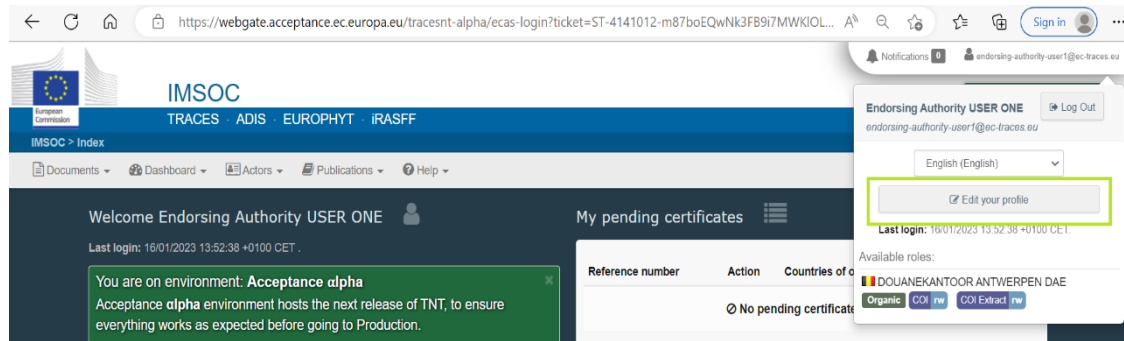 https://webgate.acceptance.ec.europa.eu/tracesnt-alpha/ecas-login?ticket=ST-4141012-m87boEQwNk3FB9i7MWKlOL...
Sign in
Notifications 0 endorsing-authority-user1@ec-traces.eu
European
Commission
IMSOC
TRACES · ADIS · EUROPHYT · iRASFF
IMSOC > Index
Documents Dashboard Actors Publications Help
Endorsing Authority USER ONE Log Out
endorsing-authority-user1@ec-traces.eu
English (English)
Edit your profile
Last login: 16/01/2023 13:52:38 +0100 CET.
Available roles:
DOUANEKANTOOR ANTWERPEN DAE
Organic COI rw COI Extract rw
Welcome Endorsing Authority USER ONE
Last login: 16/01/2023 13:52:38 +0100 CET .
You are on environment: Acceptance αlpha
Acceptance αlpha environment hosts the next release of TNT, to ensure
everything works as expected before going to Production.
My pending certificates
Reference number Action Countries of o
No pending certificate